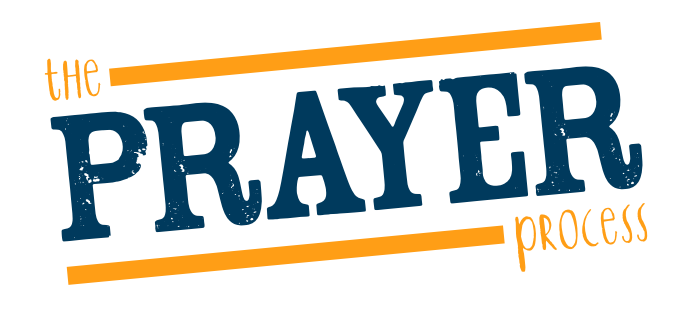 the
PRAYER
process